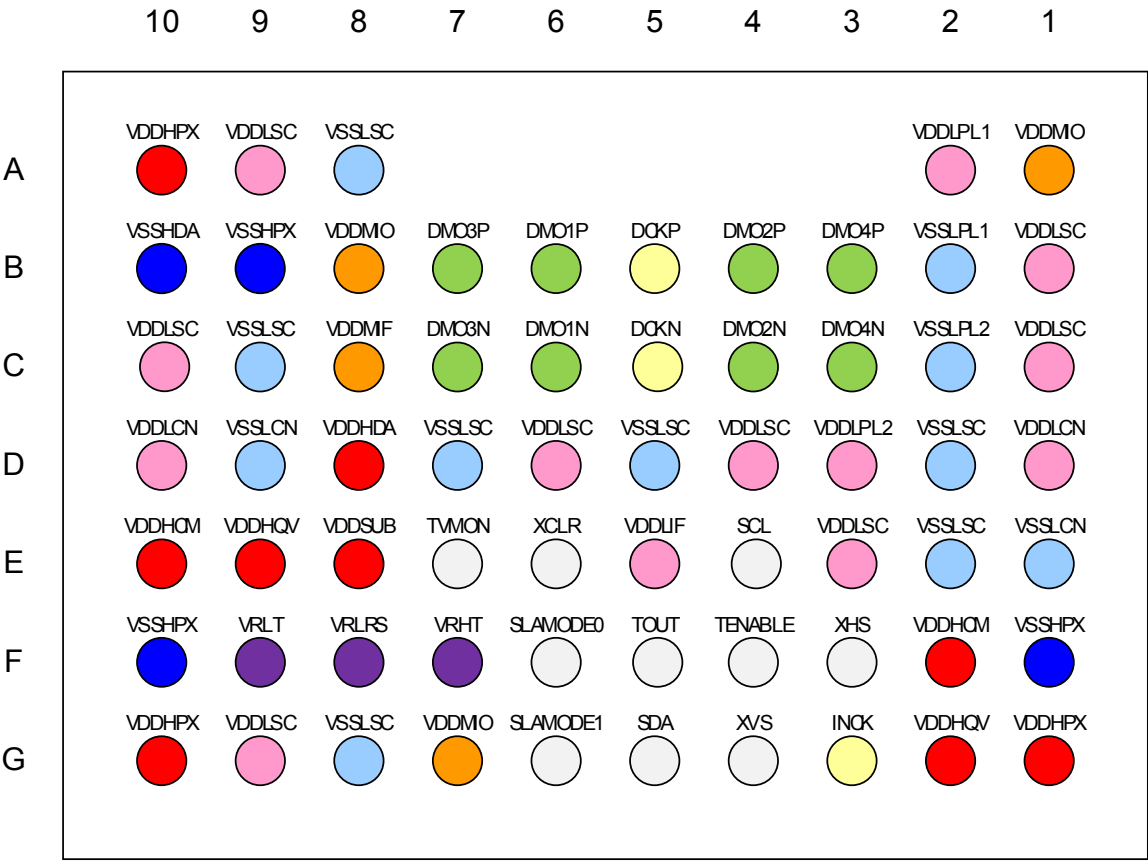 10 9 8 7 6 5 4 3 2 1
VDDHPX VDDLSC VSSLSC VDDLPL1 VDDMIO
A
VSSHDA VSSHPX VDDMIO DMO3P DMO1P DCKP DMO2P DMO4P VSSLPL1 VDDLSC
B
VDDLSC VSSLSC VDDMIF DMO3N DMO1N DCKN DMO2N DMO4N VSSLPL2 VDDLSC
C
VDDLCN VSSLCN VDDHDA VSSLSC VDDLSC VSSLSC VDDLSC VDDLPL2 VSSLSC VDDLCN
D
VDDHCM VDDHQV VDDSUB TVMON XCLR VDDLIF SCL VDDLSC VSSLSC VSSLCN
E
VSSHPX VRLT VRLRS VRHT SLAMODE0 TOUT TENABLE XHS VDDHCM VSSHPX
F
VDDHPX VDDLSC VSSLSC VDDMIO SLAMODE1 SDA XVS INCK VDDHQV VDDHPX
G